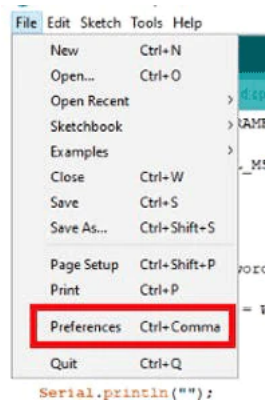 File Edit Sketch Tools Help
New Ctrl+N
Open... Ctrl+O
Open Recent >
Sketchbook >
Examples >
Close Ctrl+W
Save Ctrl+S
Save As... Ctrl+Shift+S
Page Setup Ctrl+Shift+P
Print Ctrl+P
Preferences Ctrl+Comma
Quit Ctrl+Q
Serial.println("");